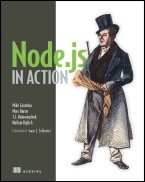 Node.js
IN ACTION
Mike Cantelon
Marc Harter
T.J. Holowaychuk
Nathan Rajlich
MANNING